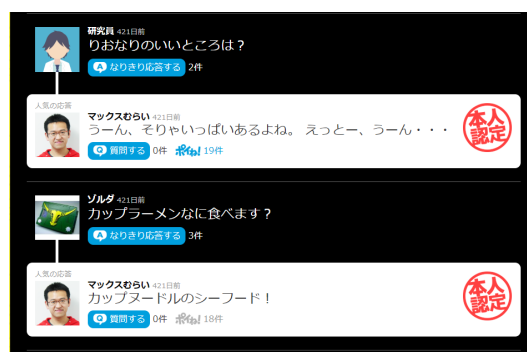 研究員 421日前
りおなりのいいところは？
A なりきり応答する 2件
人気の応答
マックスむらい 421日前
うーん、そりゃいっぱいあるよね。 えっとー、うーん・・・
本人認定
Q 質問する 0件 ポイね! 19件
ゾルダ 421日前
カップラーメンなに食べます？
A なりきり応答する 3件
人気の応答
マックスむらい 421日前
カップヌードルのシーフード！
本人認定
Q 質問する 0件 ポイね! 18件